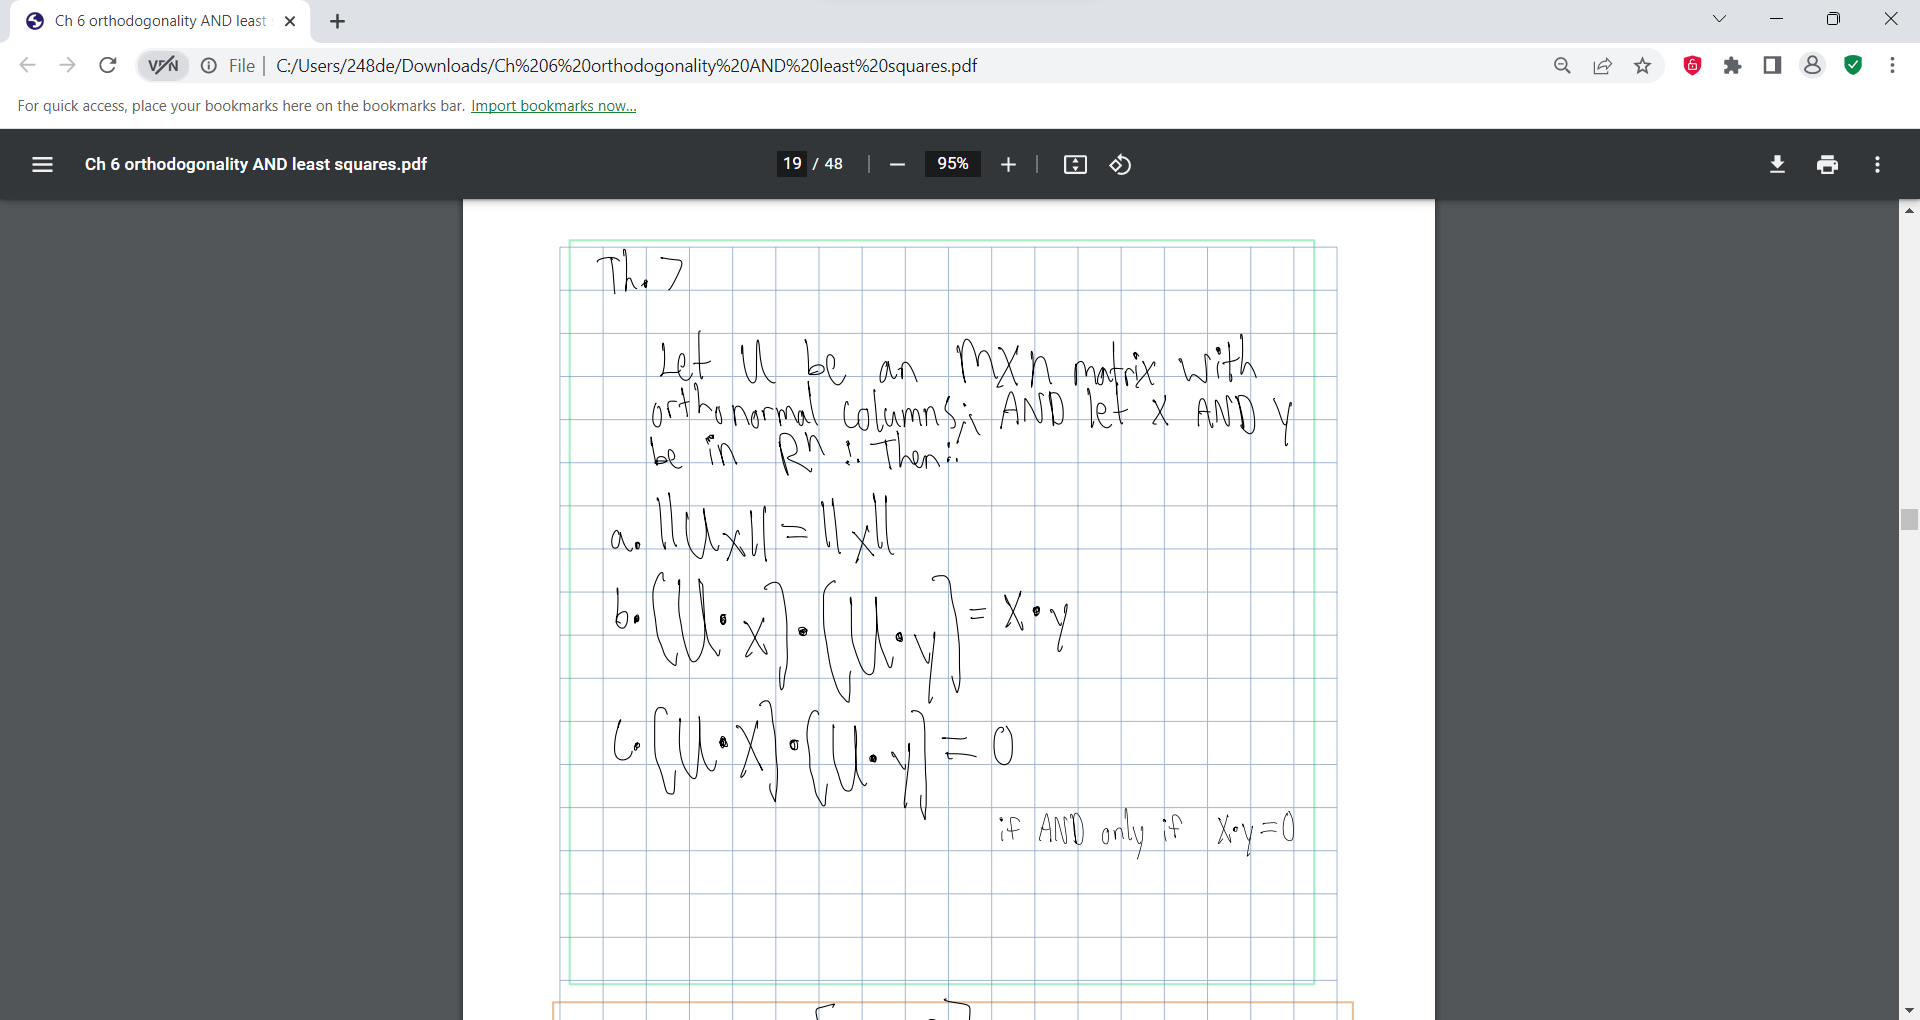 Ch 6 orthodogonality AND least
VPN File C:/Users/248de/Downloads/Ch%206%20orthodogonality%20AND%20least%20squares.pdf
For quick access, place your bookmarks here on the bookmarks bar. Import bookmarks now...
Ch 6 orthodogonality AND least squares.pdf 19 / 48 95%
Th. 7
Let U be an mxn matrix with
orthonormal columns; AND let x AND y
be in Rⁿ ∴ Then:
a. ||Ux|| = ||x||
b. (U·x)·(U·y) = x·y
c. (U·x)·(U·y) = 0
if AND only if x·y=0